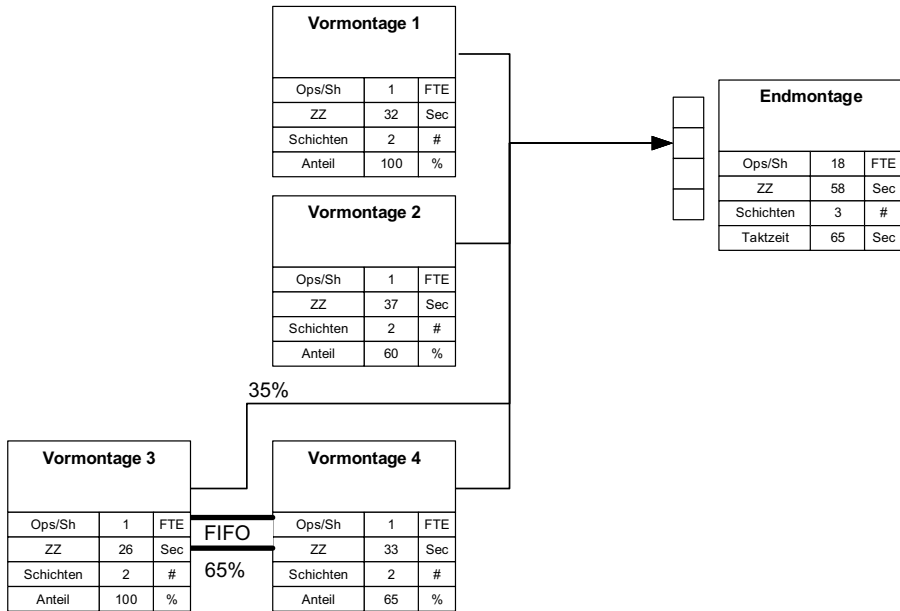 Vormontage 1
Ops/Sh 1 FTE
ZZ 32 Sec
Schichten 2 #
Anteil 100 %
Endmontage
Ops/Sh 18 FTE
ZZ 58 Sec
Schichten 3 #
Taktzeit 65 Sec
Vormontage 2
Ops/Sh 1 FTE
ZZ 37 Sec
Schichten 2 #
Anteil 60 %
35%
Vormontage 3
Ops/Sh 1 FTE
ZZ 26 Sec
Schichten 2 #
Anteil 100 %
FIFO
65%
Vormontage 4
Ops/Sh 1 FTE
ZZ 33 Sec
Schichten 2 #
Anteil 65 %